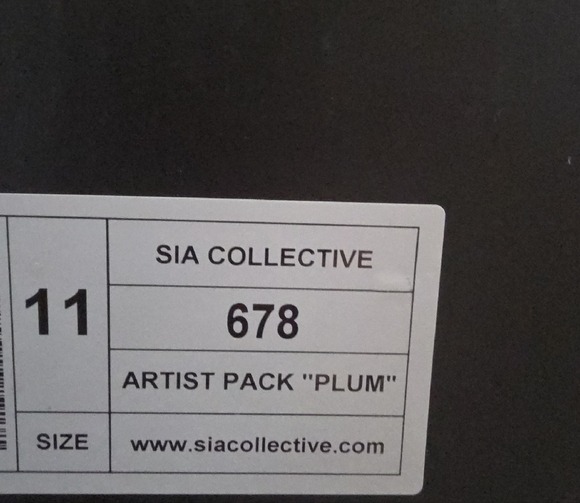 11
SIZE
SIA COLLECTIVE
678
ARTIST PACK "PLUM"
www.siacollective.com